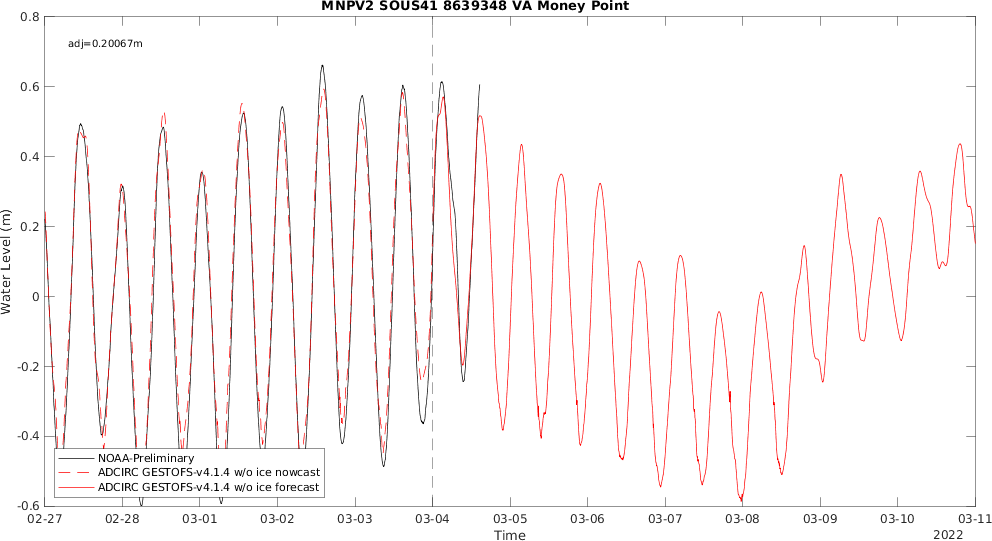 MNPV2 SOUS41 8639348 VA Money Point
adj=0.20067m
0.8
0.6
0.4
0.2
0
-0.2
-0.4
-0.6
Water Level (m)
NOAA-Preliminary
ADCIRC GESTOFS-v4.1.4 w/o ice nowcast
ADCIRC GESTOFS-v4.1.4 w/o ice forecast
02-27 02-28 03-01 03-02 03-03 03-04 03-05 03-06 03-07 03-08 03-09 03-10 03-11
Time
2022